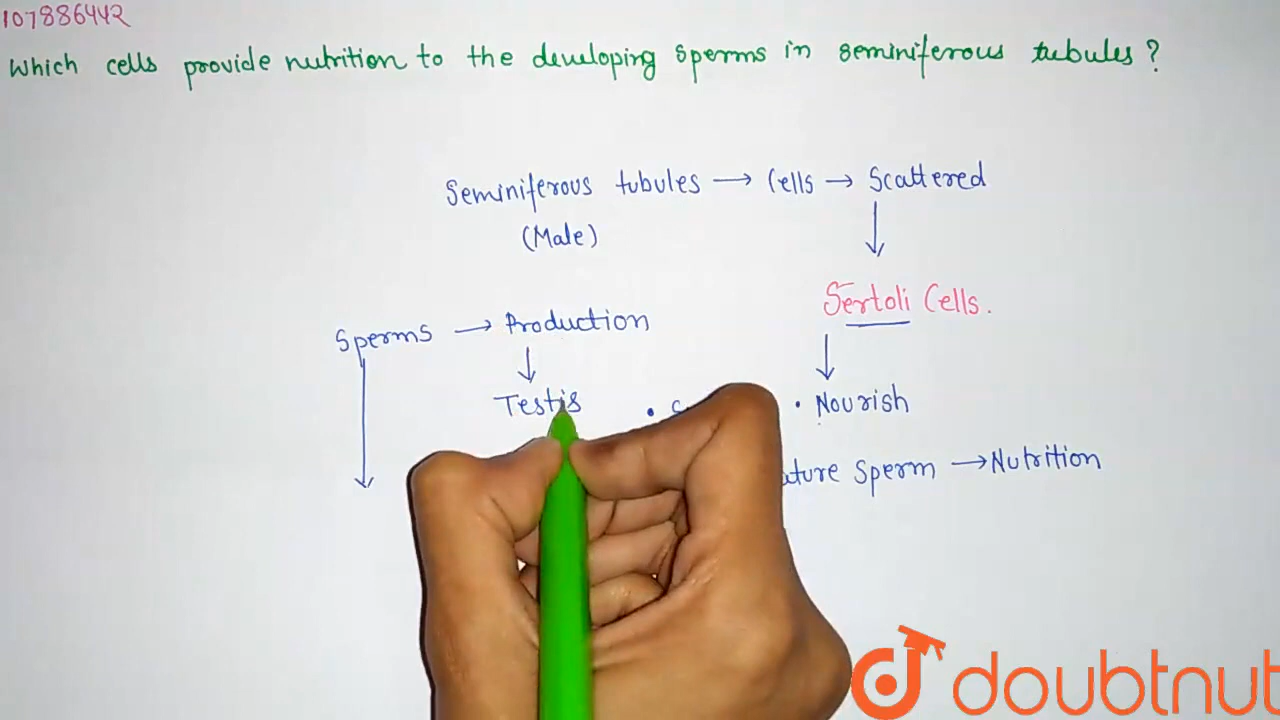 107886442
Which cells provide nutrition to the developing sperms in seminiferous tubules?
Seminiferous tubules → Cells → Scattered
(Male)
Sertoli Cells.
Sperms → Production
Testis
• Nourish
Sperm → Nutrition
doubtnut